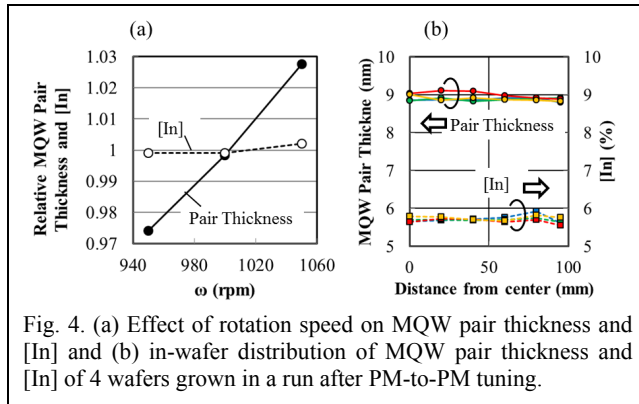 (a)
1.03
1.02
1.01
1
0.99
0.98
0.97
Relative MQW Pair
Thickness and [In]
[In]
Pair Thickness
940
980
1020
1060
ω (rpm)
(b)
10
9
8
7
6
5
MQW Pair Thickne (nm)
Pair Thickness
[In]
10
9
8
7
6
5
[In] (%)
0
50
100
Distance from center (mm)
Fig. 4. (a) Effect of rotation speed on MQW pair thickness and
[In] and (b) in-wafer distribution of MQW pair thickness and
[In] of 4 wafers grown in a run after PM-to-PM tuning.